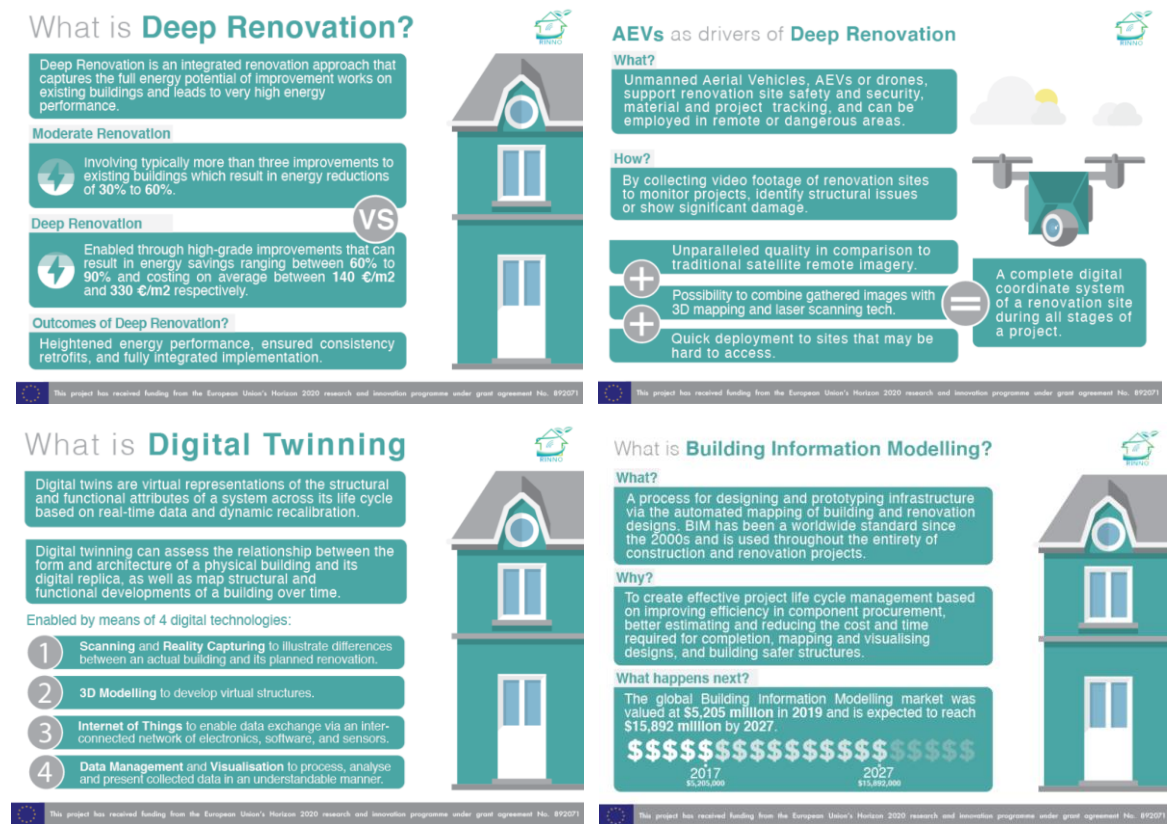 What is Deep Renovation?
RINNO
Deep Renovation is an integrated renovation approach that
captures the full energy potential of improvement works on
existing buildings and leads to very high energy
performance.
Moderate Renovation
Involving typically more than three improvements to
existing buildings which result in energy reductions
of 30% to 60%.
VS
Deep Renovation
Enabled through high-grade improvements that can
result in energy savings ranging between 60% to
90% and costing on average between 140 €/m2
and 330 €/m2 respectively.
Outcomes of Deep Renovation?
Heightened energy performance, ensured consistency
retrofits, and fully integrated implementation.
This project has received funding from the European Union's Horizon 2020 research and innovation programme under grant agreement No. 892071
AEVs as drivers of Deep Renovation
RINNO
What?
Unmanned Aerial Vehicles, AEVs or drones,
support renovation site safety and security,
material and project tracking, and can be
employed in remote or dangerous areas.
How?
By collecting video footage of renovation sites
to monitor projects, identify structural issues
or show significant damage.
Unparalleled quality in comparison to
traditional satellite remote imagery.
+
Possibility to combine gathered images with
3D mapping and laser scanning tech.
+
Quick deployment to sites that may be
hard to access.
=
A complete digital
coordinate system
of a renovation site
during all stages of
a project.
This project has received funding from the European Union's Horizon 2020 research and innovation programme under grant agreement No. 892071
What is Digital Twinning
RINNO
Digital twins are virtual representations of the structural
and functional attributes of a system across its life cycle
based on real-time data and dynamic recalibration.
Digital twinning can assess the relationship between the
form and architecture of a physical building and its
digital replica, as well as map structural and
functional developments of a building over time.
Enabled by means of 4 digital technologies:
1
Scanning and Reality Capturing to illustrate differences
between an actual building and its planned renovation.
2
3D Modelling to develop virtual structures.
3
Internet of Things to enable data exchange via an inter-
connected network of electronics, software, and sensors.
4
Data Management and Visualisation to process, analyse
and present collected data in an understandable manner.
This project has received funding from the European Union's Horizon 2020 research and innovation programme under grant agreement No. 892071
What is Building Information Modelling?
RINNO
What?
A process for designing and prototyping infrastructure
via the automated mapping of building and renovation
designs. BIM has been a worldwide standard since
the 2000s and is used throughout the entirety of
construction and renovation projects.
Why?
To create effective project life cycle management based
on improving efficiency in component procurement,
better estimating and reducing the cost and time
required for completion, mapping and visualising
designs, and building safer structures.
What happens next?
The global Building Information Modelling market was
valued at $5,205 million in 2019 and is expected to reach
$15,892 million by 2027.
$$$$$$$$$$$$$$$$$$$$
2017 2027
$5,205,000 $15,892,000
This project has received funding from the European Union's Horizon 2020 research and innovation programme under grant agreement No. 892071